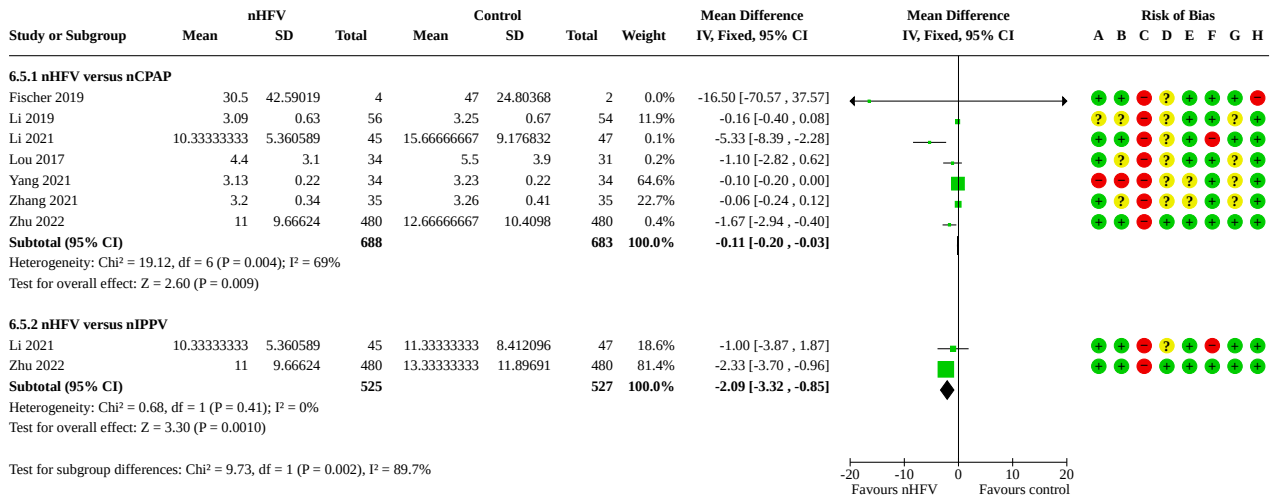 nHFV Control Mean Difference Mean Difference Risk of Bias
Study or Subgroup Mean SD Total Mean SD Total Weight IV, Fixed, 95% CI IV, Fixed, 95% CI A B C D E F G H
6.5.1 nHFV versus nCPAP
Fischer 2019 30.5 42.59019 4 47 24.80368 2 0.0% -16.50 [-70.57 , 37.57] + + − ? + + + −
Li 2019 3.09 0.63 56 3.25 0.67 54 11.9% -0.16 [-0.40 , 0.08] ? ? − ? ? + ? +
Li 2021 10.33333333 5.360589 45 15.66666667 9.176832 47 0.1% -5.33 [-8.39 , -2.28] + + − ? + − + +
Lou 2017 4.4 3.1 34 5.5 3.9 31 0.2% -1.10 [-2.82 , 0.62] + ? − ? + + ? +
Yang 2021 3.13 0.22 34 3.23 0.22 34 64.6% -0.10 [-0.20 , 0.00] − − − ? ? + ? +
Zhang 2021 3.2 0.34 35 3.26 0.41 35 22.7% -0.06 [-0.24 , 0.12] + ? − ? ? + ? +
Zhu 2022 11 9.66624 480 12.66666667 10.4098 480 0.4% -1.67 [-2.94 , -0.40] + + − + + + + +
Subtotal (95% CI) 688 683 100.0% -0.11 [-0.20 , -0.03]
Heterogeneity: Chi² = 19.12, df = 6 (P = 0.004); I² = 69%
Test for overall effect: Z = 2.60 (P = 0.009)
6.5.2 nHFV versus nIPPV
Li 2021 10.33333333 5.360589 45 11.33333333 8.412096 47 18.6% -1.00 [-3.87 , 1.87] + + − ? + − + +
Zhu 2022 11 9.66624 480 13.33333333 11.89691 480 81.4% -2.33 [-3.70 , -0.96] + + − + + + + +
Subtotal (95% CI) 525 527 100.0% -2.09 [-3.32 , -0.85]
Heterogeneity: Chi² = 0.68, df = 1 (P = 0.41); I² = 0%
Test for overall effect: Z = 3.30 (P = 0.0010)
Test for subgroup differences: Chi² = 9.73, df = 1 (P = 0.002), I² = 89.7%
-20 -10 0 10 20
Favours nHFV Favours control